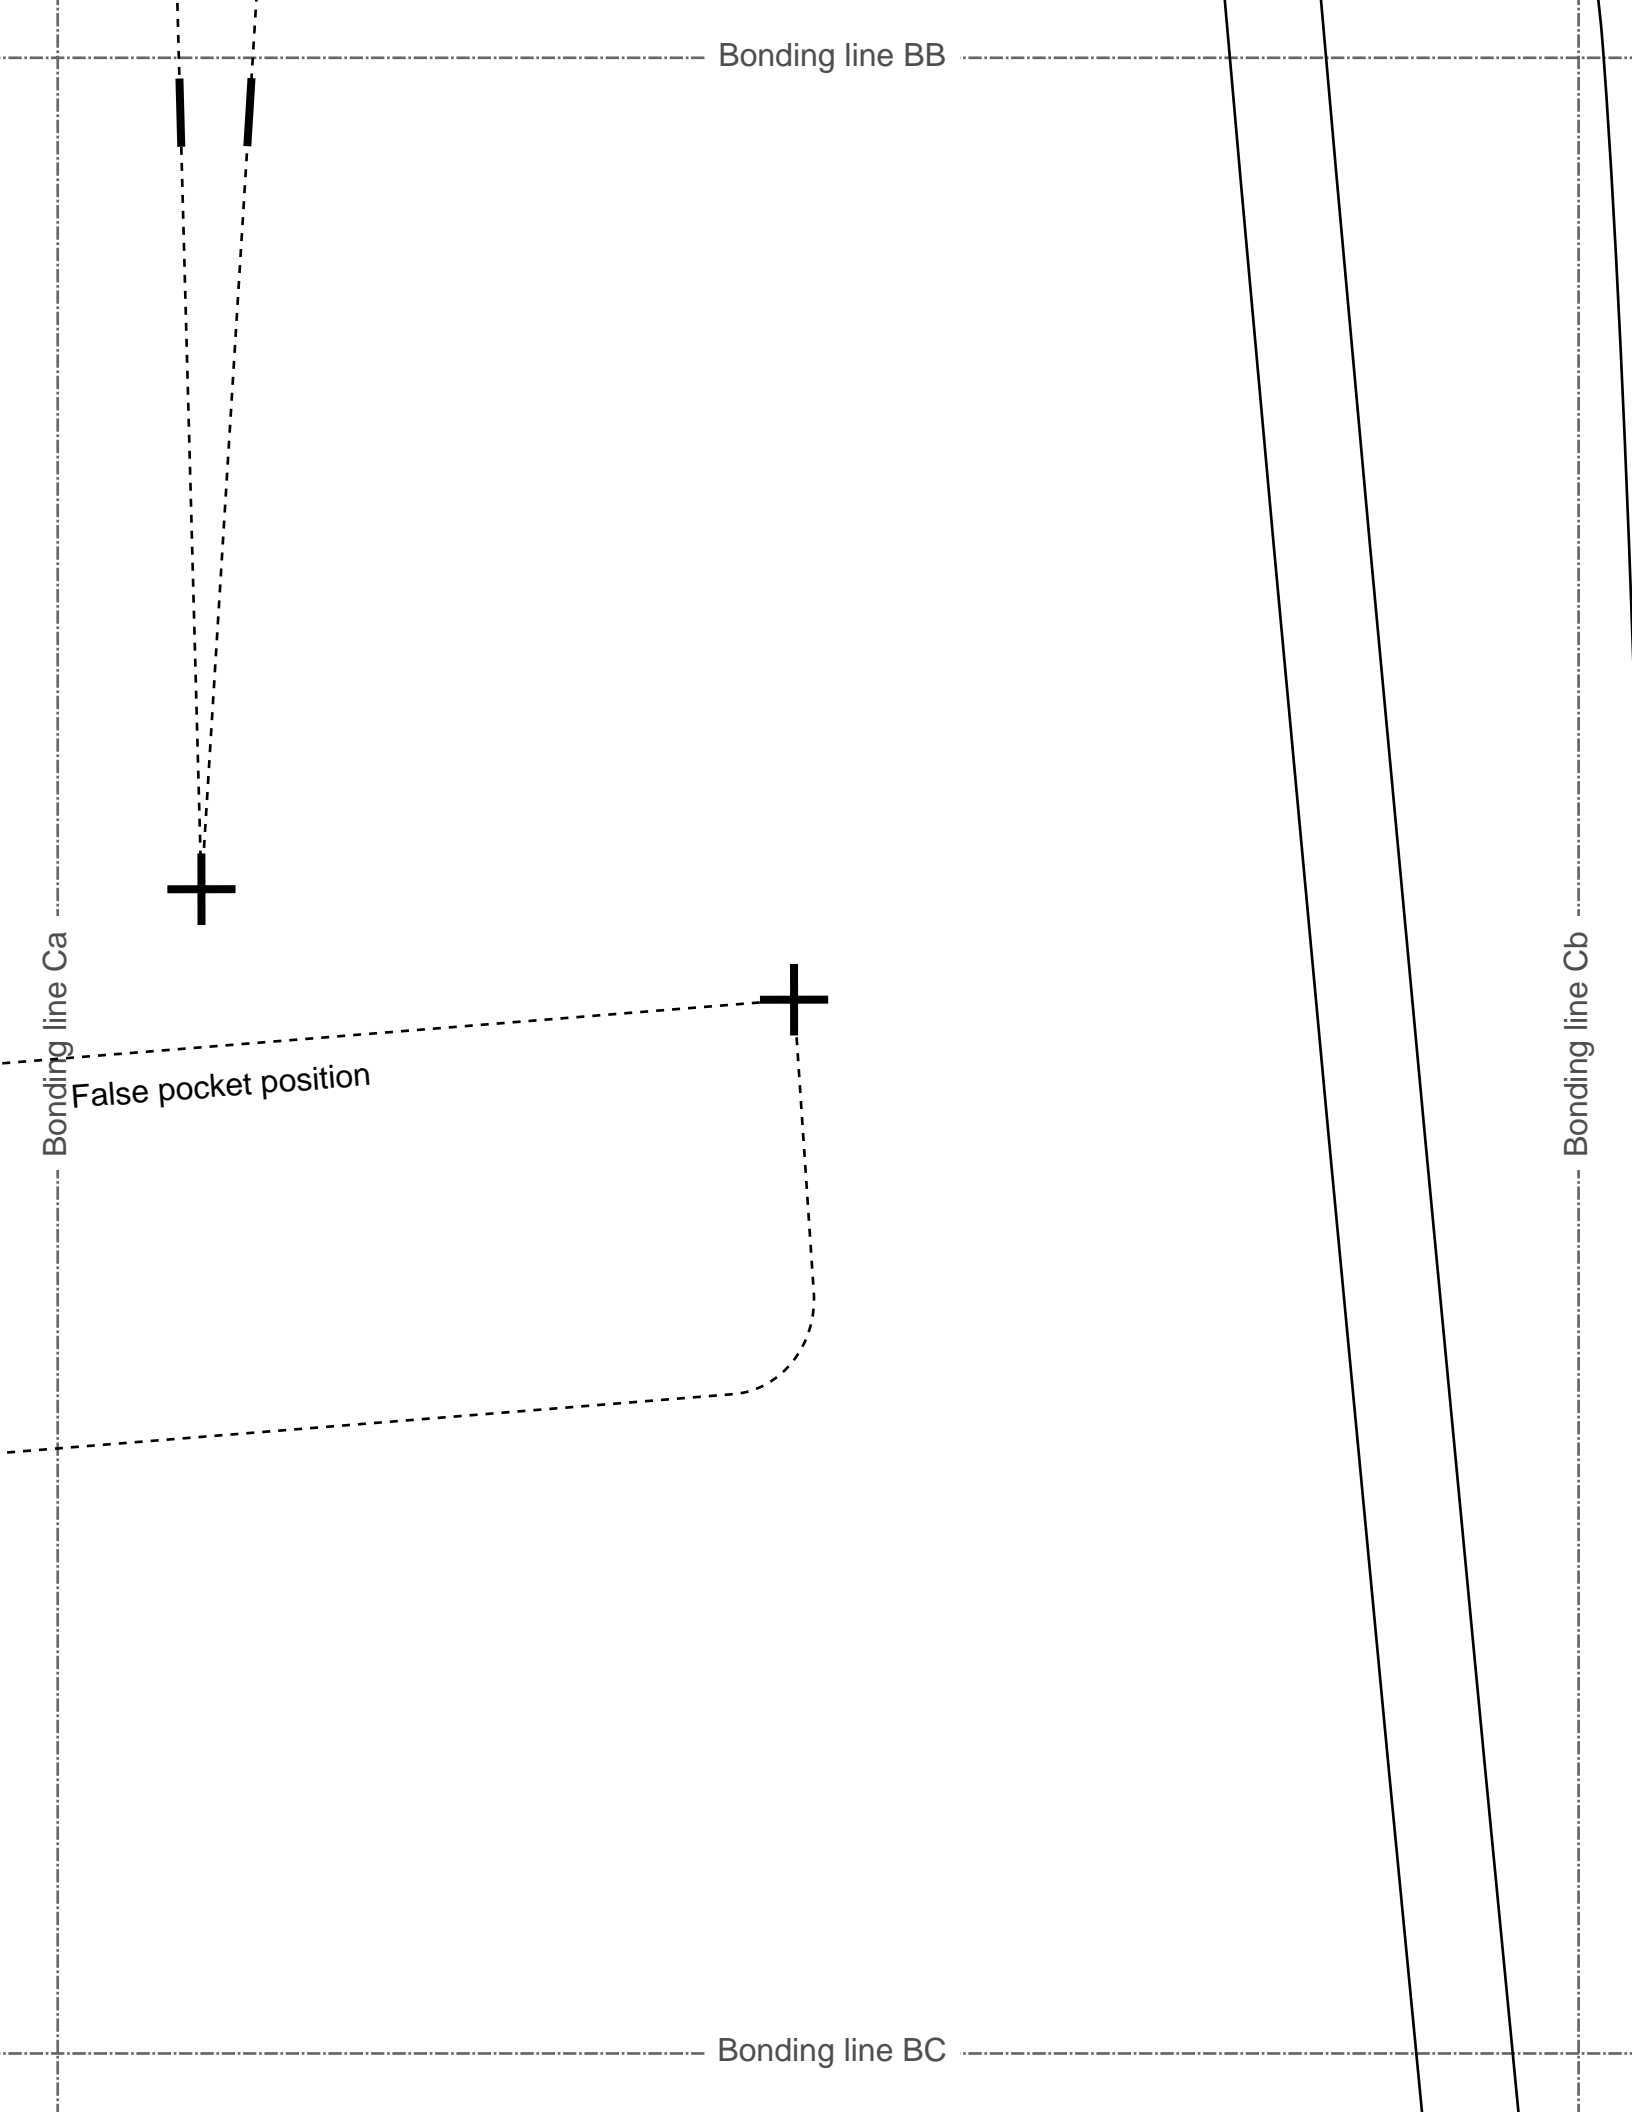 Bonding line BB
Bonding line Ca
Bonding line Cb
False pocket position
Bonding line BC